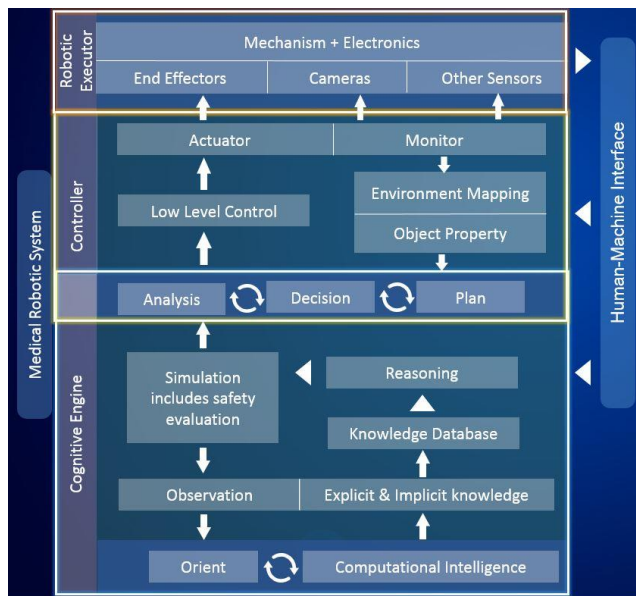 Medical Robotic System
Robotic
Executor
Mechanism + Electronics
End Effectors
Cameras
Other Sensors
Controller
Actuator
Monitor
Low Level Control
Environment Mapping
Object Property
Analysis
Decision
Plan
Cognitive Engine
Simulation
includes safety
evaluation
Reasoning
Knowledge Database
Observation
Explicit & Implicit knowledge
Orient
Computational Intelligence
Human-Machine Interface